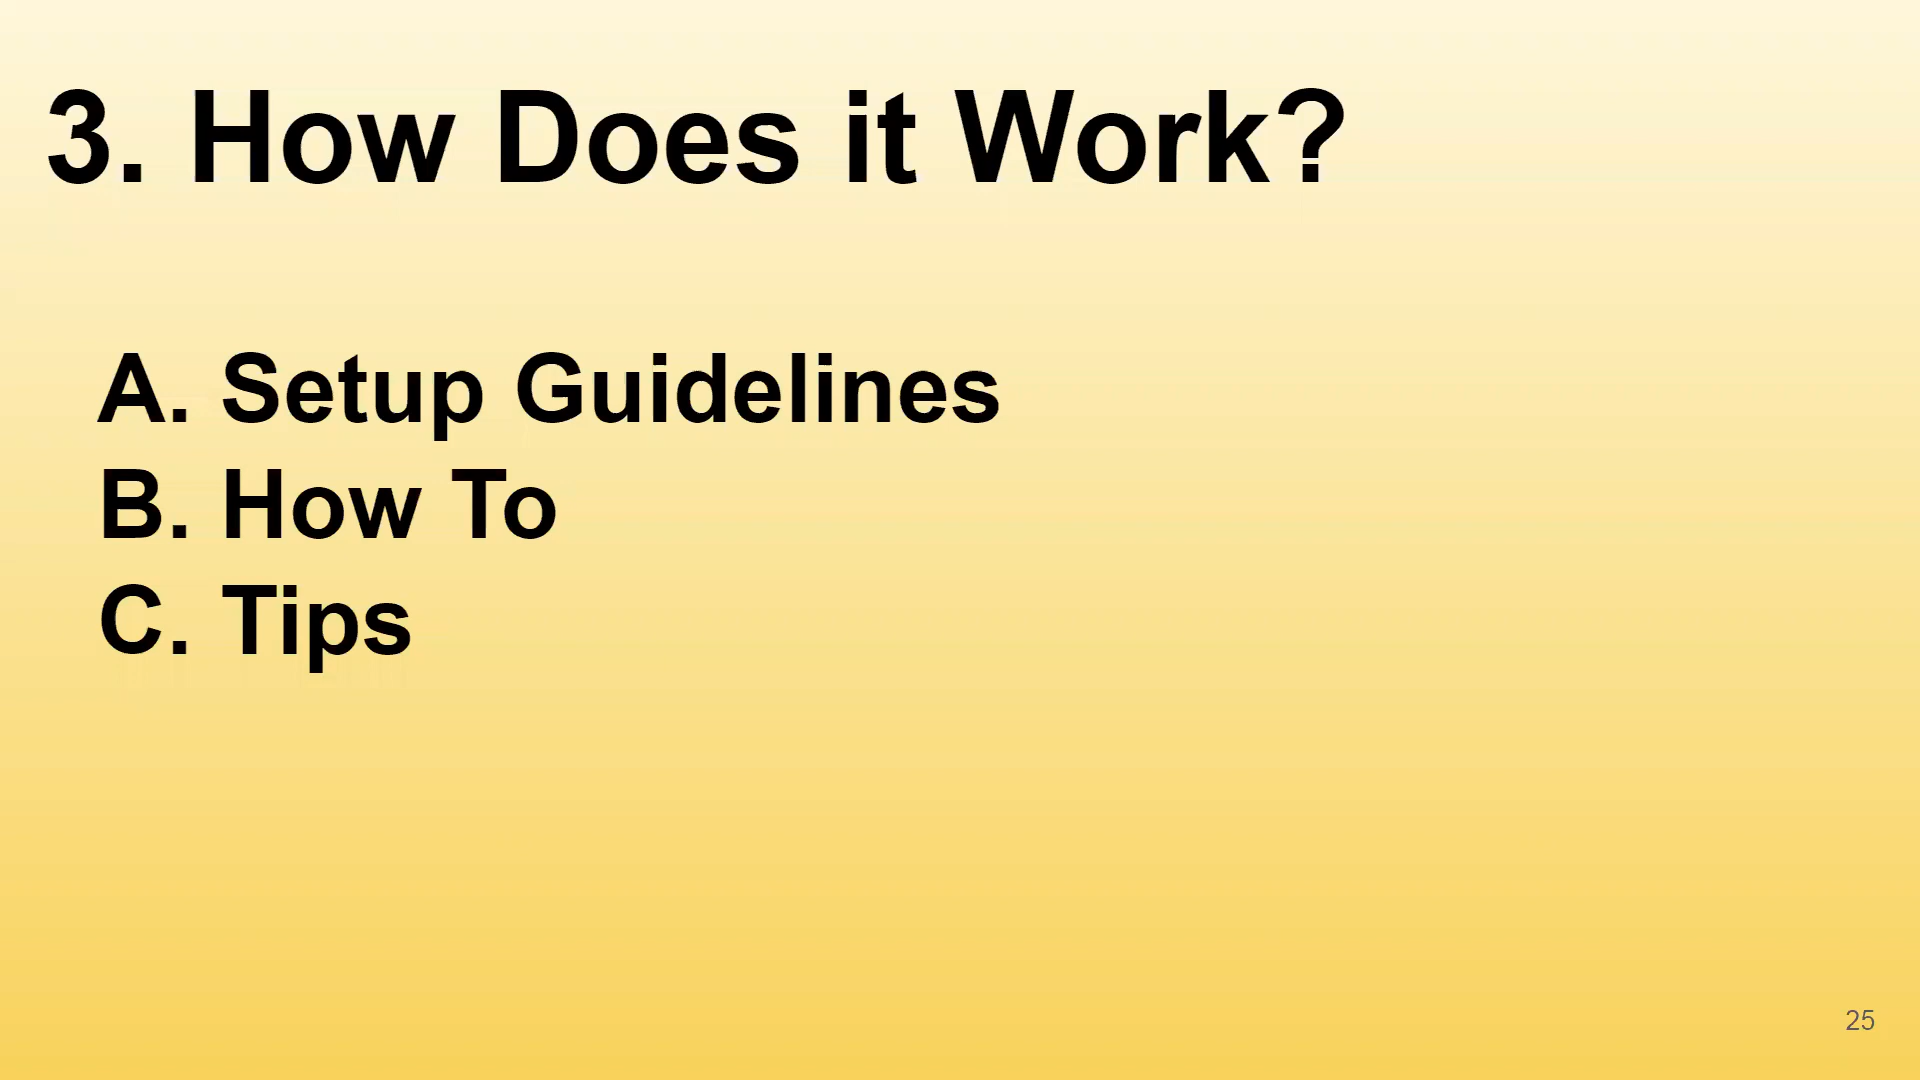 3. How Does it Work?
A. Setup Guidelines
B. How To
C. Tips
25